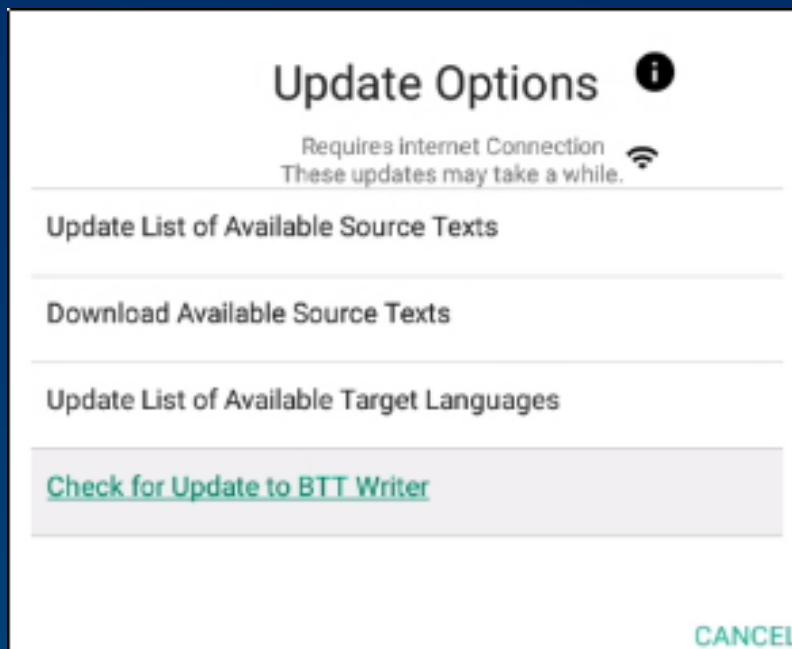 Update Options
Requires internet Connection
These updates may take a while.
Update List of Available Source Texts
Download Available Source Texts
Update List of Available Target Languages
Check for Update to BTT Writer
CANCEL